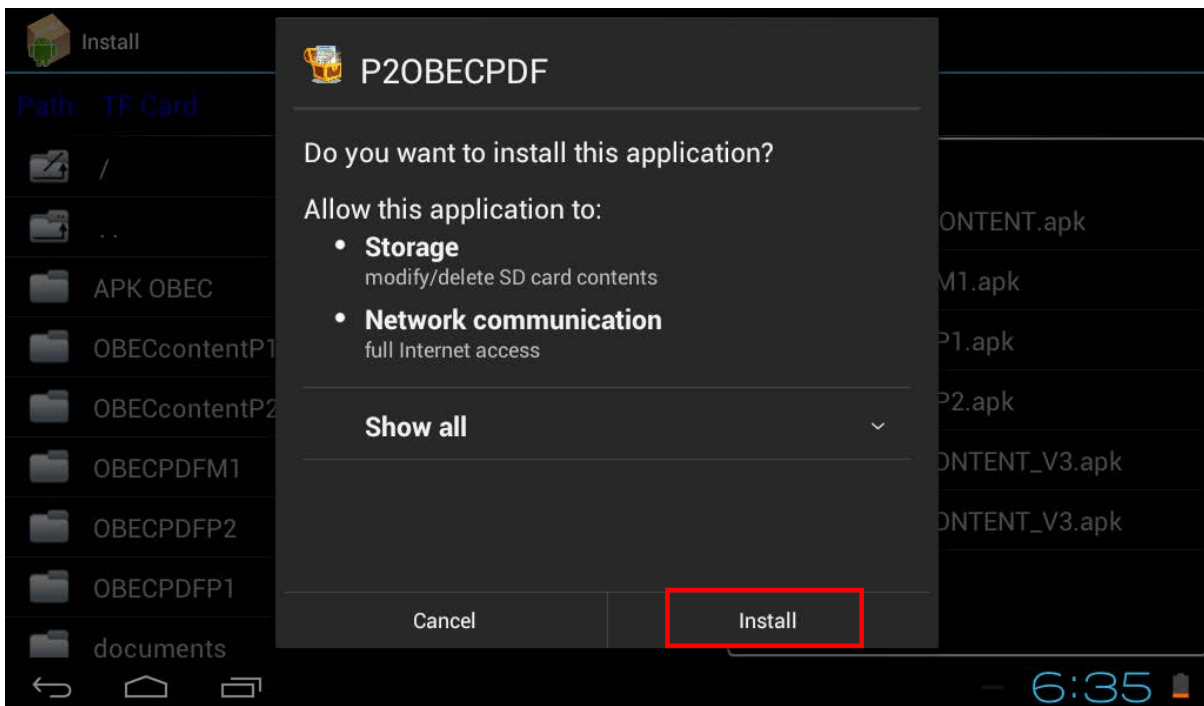 Install
Path: TF Card
/
..
APK OBEC
OBECcontentP1
OBECcontentP2
OBECPDFM1
OBECPDFP2
OBECPDFP1
documents
P2OBECPDF
Do you want to install this application?
Allow this application to:
• Storage
modify/delete SD card contents
• Network communication
full Internet access
Show all
Cancel
Install
ONTENT.apk
M1.apk
P1.apk
P2.apk
ONTENT_V3.apk
ONTENT_V3.apk
6:35